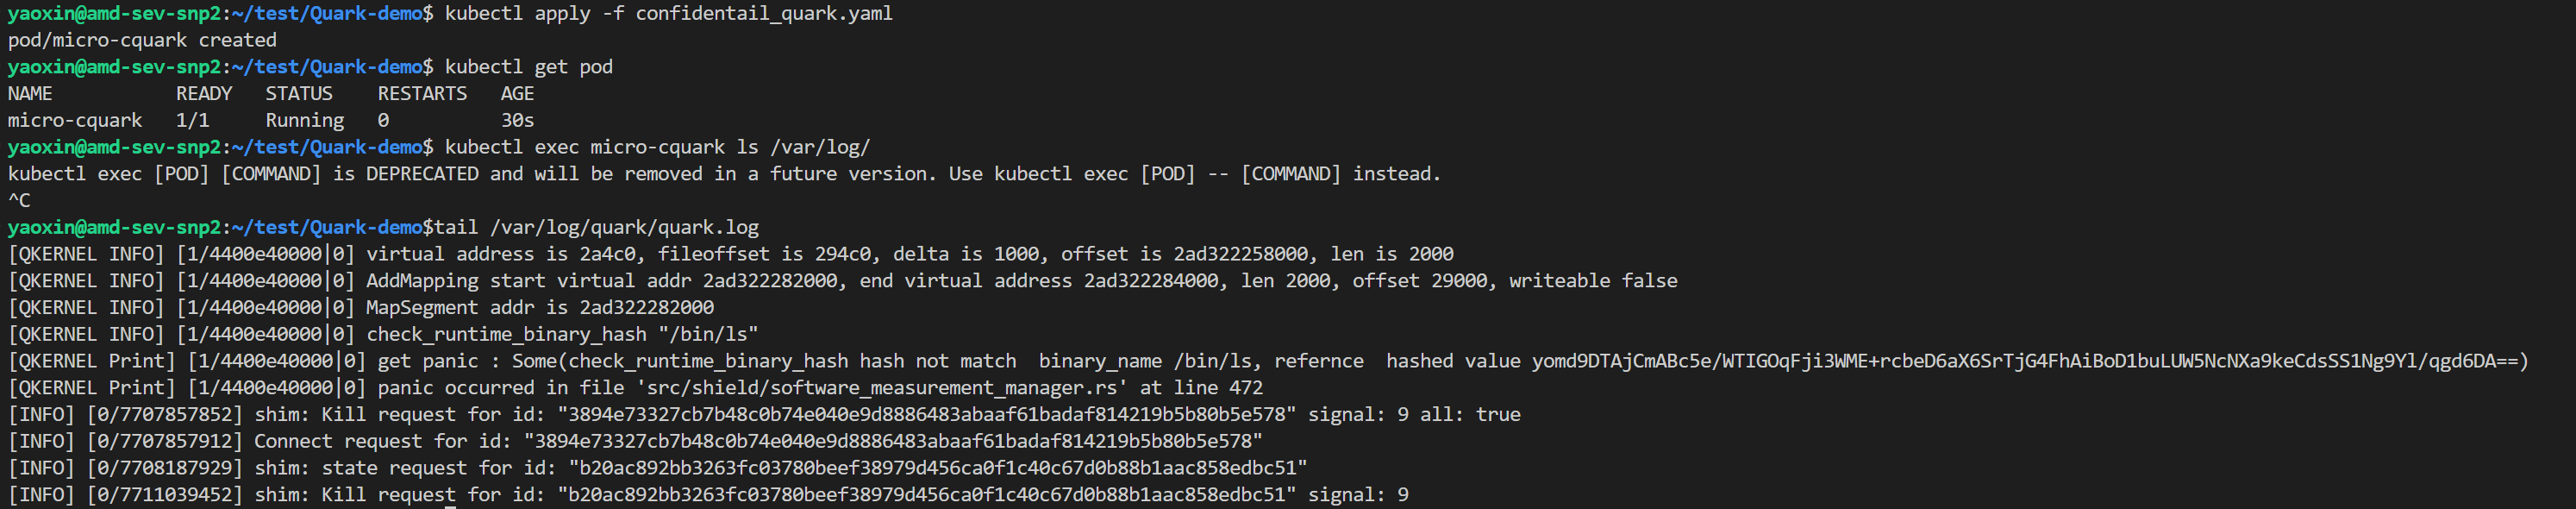 yaoxin@amd-sev-snp2:~/test/Quark-demo$ kubectl apply -f confidentail_quark.yaml
pod/micro-cquark created
yaoxin@amd-sev-snp2:~/test/Quark-demo$ kubectl get pod
NAME           READY   STATUS    RESTARTS   AGE
micro-cquark   1/1     Running   0          30s
yaoxin@amd-sev-snp2:~/test/Quark-demo$ kubectl exec micro-cquark ls /var/log/
kubectl exec [POD] [COMMAND] is DEPRECATED and will be removed in a future version. Use kubectl exec [POD] -- [COMMAND] instead.
^C
yaoxin@amd-sev-snp2:~/test/Quark-demo$tail /var/log/quark/quark.log
[QKERNEL INFO] [1/4400e40000|0] virtual address is 2a4c0, fileoffset is 294c0, delta is 1000, offset is 2ad322258000, len is 2000
[QKERNEL INFO] [1/4400e40000|0] AddMapping start virtual addr 2ad322282000, end virtual address 2ad322284000, len 2000, offset 29000, writeable false
[QKERNEL INFO] [1/4400e40000|0] MapSegment addr is 2ad322282000
[QKERNEL INFO] [1/4400e40000|0] check_runtime_binary_hash "/bin/ls"
[QKERNEL Print] [1/4400e40000|0] get panic : Some(check_runtime_binary_hash hash not match  binary_name /bin/ls, refernce  hashed value yomd9DTAjCmABc5e/WTIGOqFji3WME+rcbeD6aX6SrTjG4FhAiBoD1buLUW5NcNXa9keCdsSS1Ng9Yl/qgd6DA==)
[QKERNEL Print] [1/4400e40000|0] panic occurred in file 'src/shield/software_measurement_manager.rs' at line 472
[INFO] [0/7707857852] shim: Kill request for id: "3894e73327cb7b48c0b74e040e9d8886483abaaf61badaf814219b5b80b5e578" signal: 9 all: true
[INFO] [0/7707857912] Connect request for id: "3894e73327cb7b48c0b74e040e9d8886483abaaf61badaf814219b5b80b5e578"
[INFO] [0/7708187929] shim: state request for id: "b20ac892bb3263fc03780beef38979d456ca0f1c40c67d0b88b1aac858edbc51"
[INFO] [0/7711039452] shim: Kill request for id: "b20ac892bb3263fc03780beef38979d456ca0f1c40c67d0b88b1aac858edbc51" signal: 9